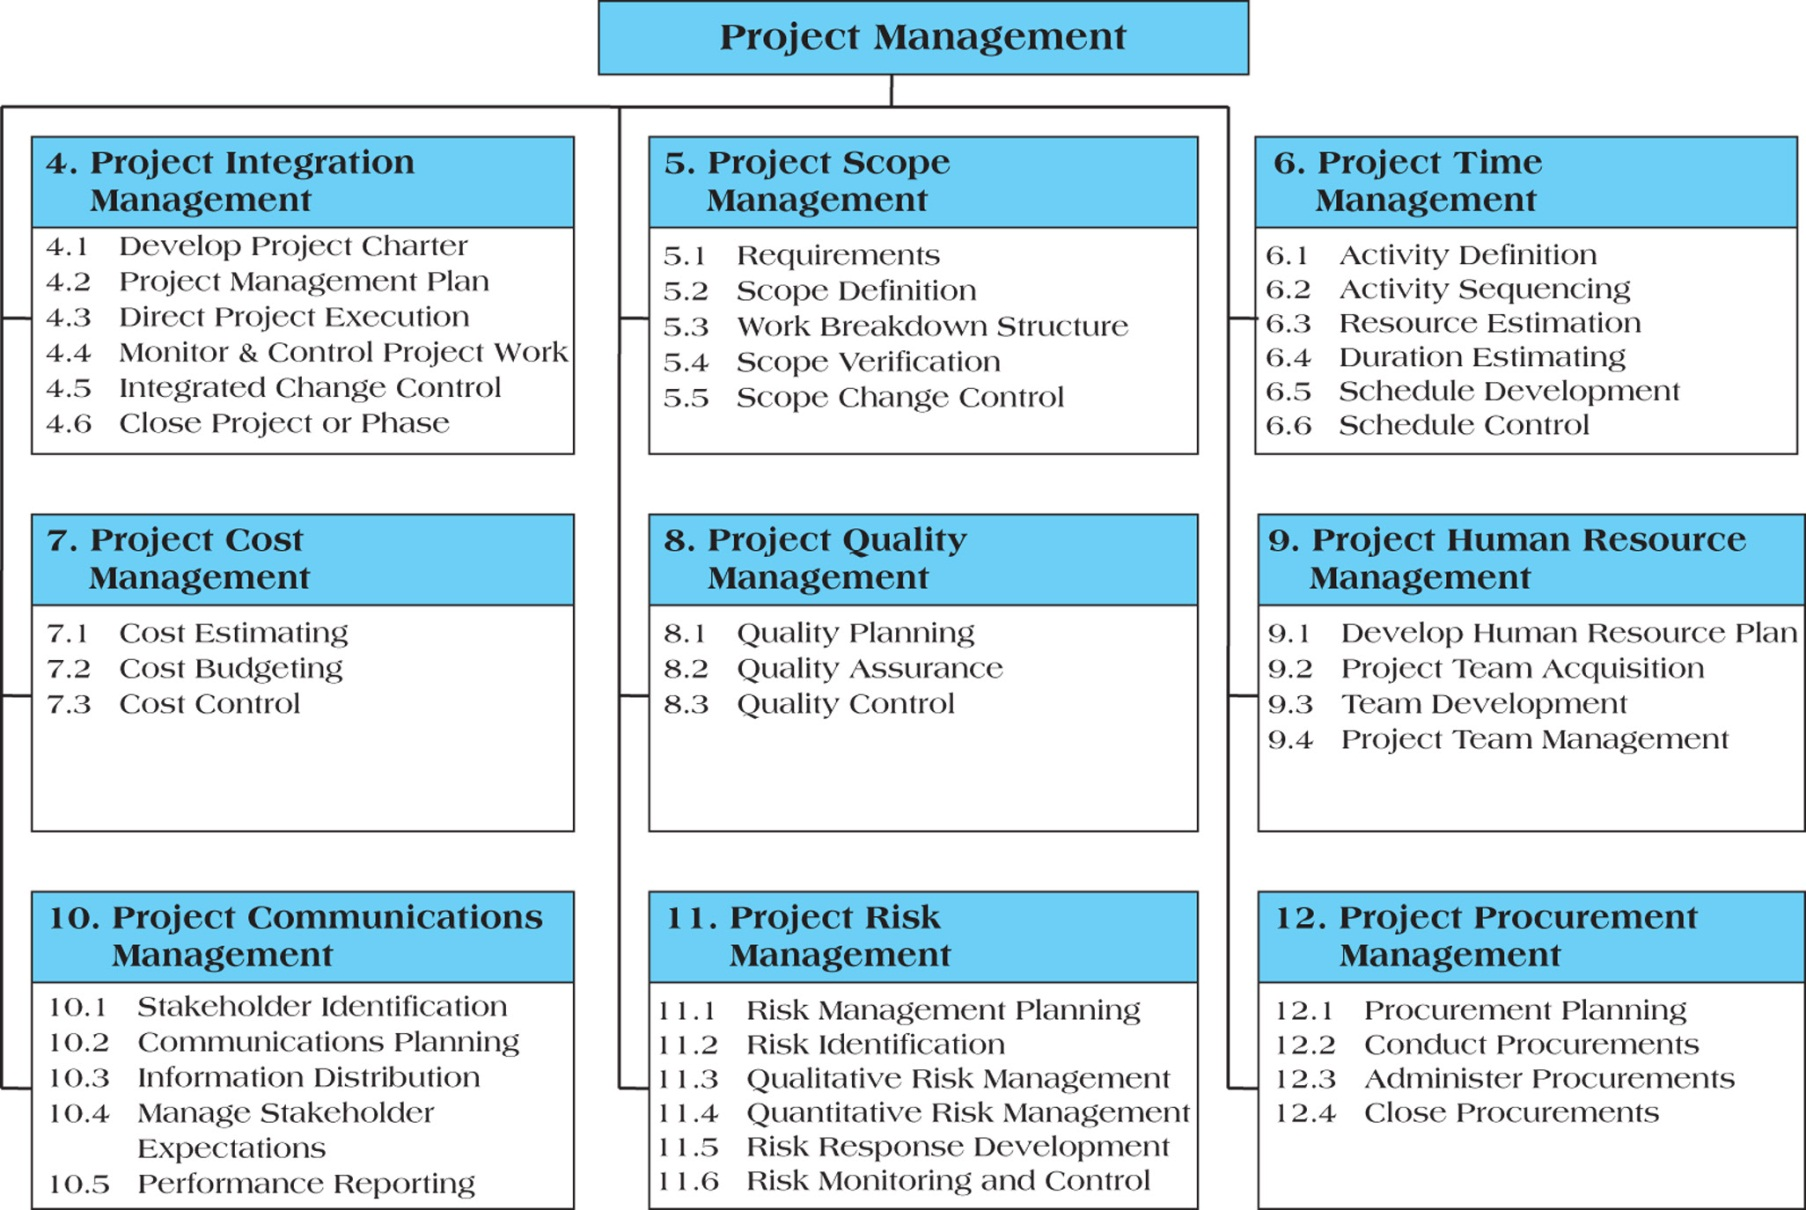 Project Management
4. Project Integration
Management
4.1 Develop Project Charter
4.2 Project Management Plan
4.3 Direct Project Execution
4.4 Monitor & Control Project Work
4.5 Integrated Change Control
4.6 Close Project or Phase
5. Project Scope
Management
5.1 Requirements
5.2 Scope Definition
5.3 Work Breakdown Structure
5.4 Scope Verification
5.5 Scope Change Control
6. Project Time
Management
6.1 Activity Definition
6.2 Activity Sequencing
6.3 Resource Estimation
6.4 Duration Estimating
6.5 Schedule Development
6.6 Schedule Control
7. Project Cost
Management
7.1 Cost Estimating
7.2 Cost Budgeting
7.3 Cost Control
8. Project Quality
Management
8.1 Quality Planning
8.2 Quality Assurance
8.3 Quality Control
9. Project Human Resource
Management
9.1 Develop Human Resource Plan
9.2 Project Team Acquisition
9.3 Team Development
9.4 Project Team Management
10. Project Communications
Management
10.1 Stakeholder Identification
10.2 Communications Planning
10.3 Information Distribution
10.4 Manage Stakeholder
Expectations
10.5 Performance Reporting
11. Project Risk
Management
11.1 Risk Management Planning
11.2 Risk Identification
11.3 Qualitative Risk Management
11.4 Quantitative Risk Management
11.5 Risk Response Development
11.6 Risk Monitoring and Control
12. Project Procurement
Management
12.1 Procurement Planning
12.2 Conduct Procurements
12.3 Administer Procurements
12.4 Close Procurements